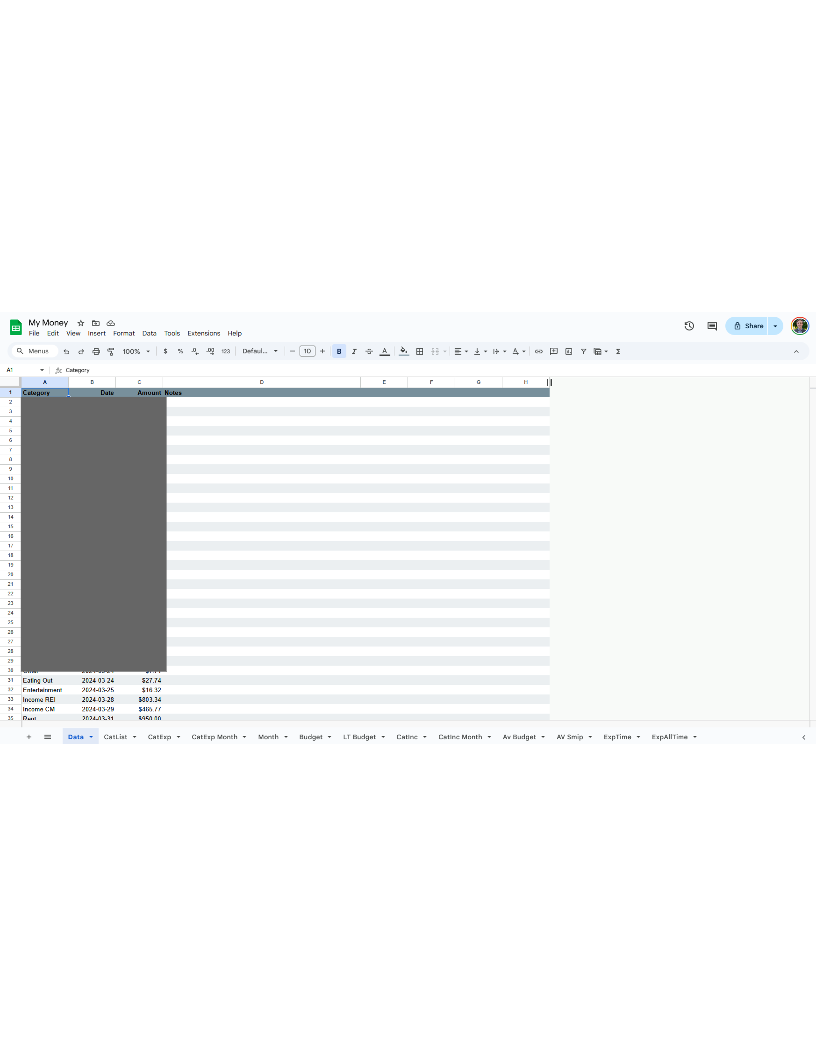 My Money
File Edit View Insert Format Data Tools Extensions Help
Share
Menus 100% $ % .0 .00 123 Defaul... 10 B I A
A1 fx Category
A B C D E F G H
1 Category Date Amount Notes
2
3
4
5
6
7
8
9
10
11
12
13
14
15
16
17
18
19
20
21
22
23
24
25
26
27
28
29
30
31 Eating Out 2024-03-24 $27.74
32 Entertainment 2024-03-25 $16.32
33 Income REI 2024-03-28 $803.34
34 Income CM 2024-03-29 $465.77
35 Rent 2024-03-31 $950.00
Data CatList CatExp CatExp Month Month Budget LT Budget CatInc CatInc Month Av Budget AV Smip ExpTime ExpAllTime